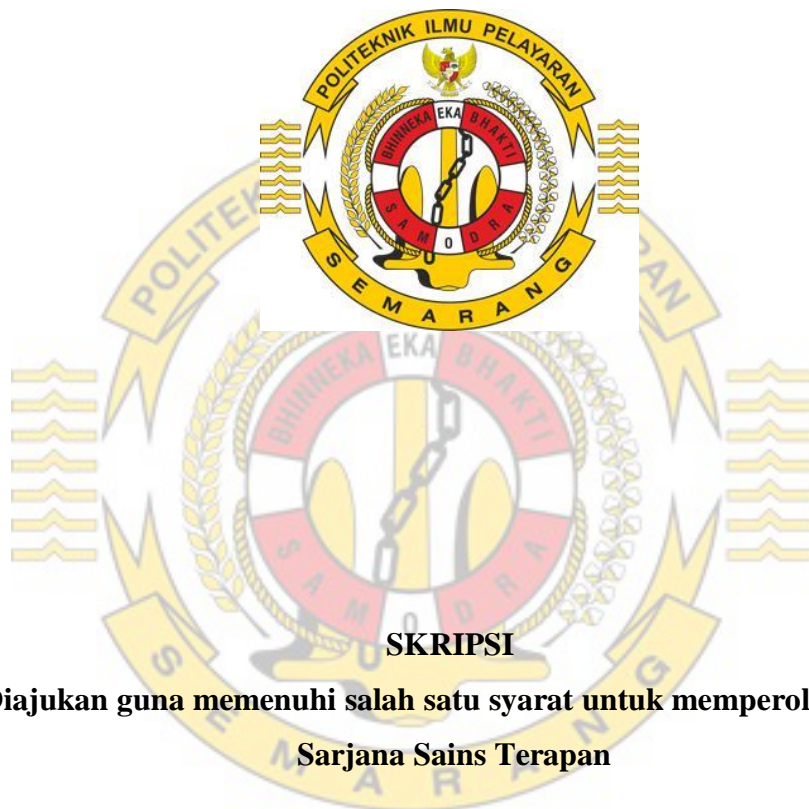 POLITEKNIK ILMU PELAYARAN
BHINNEKA EKA BHAKTI
SAMODRA
SEMARANG
EKA
SKRIPSI
Diajukan guna memenuhi salah satu syarat untuk
Sarjana Sains Terapan